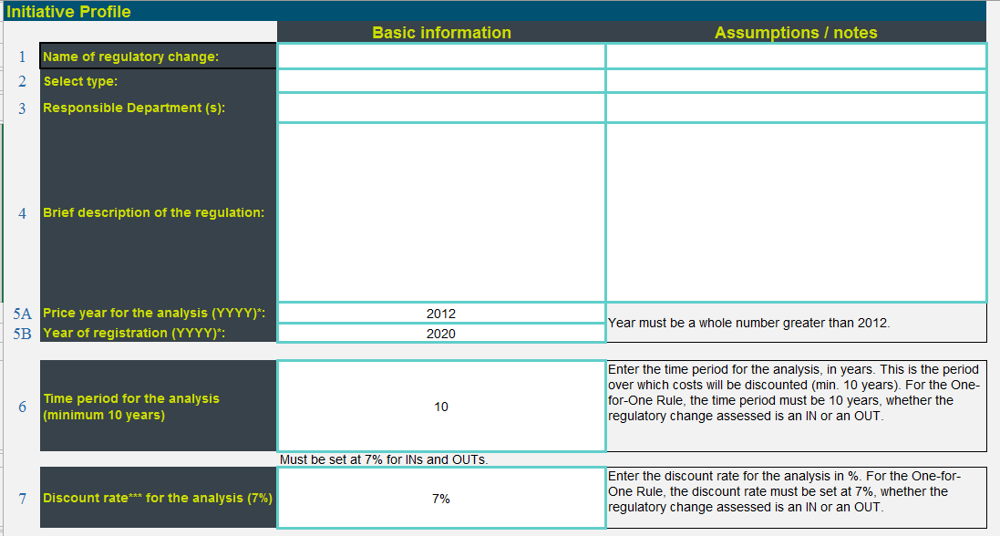 Initiative Profile
Basic information
Assumptions / notes
1 Name of regulatory change:
2 Select type:
3 Responsible Department (s):
4 Brief description of the regulation:
5A Price year for the analysis (YYYY)*: 2012
5B Year of registration (YYYY)*: 2020
Year must be a whole number greater than 2012.
6 Time period for the analysis
(minimum 10 years)
10
Enter the time period for the analysis, in years. This is the period
over which costs will be discounted (min. 10 years). For the One-
for-One Rule, the time period must be 10 years, whether the
regulatory change assessed is an IN or an OUT.
Must be set at 7% for INs and OUTs.
7 Discount rate*** for the analysis (7%)
7%
Enter the discount rate for the analysis in %. For the One-for-
One Rule, the discount rate must be set at 7%, whether the
regulatory change assessed is an IN or an OUT.